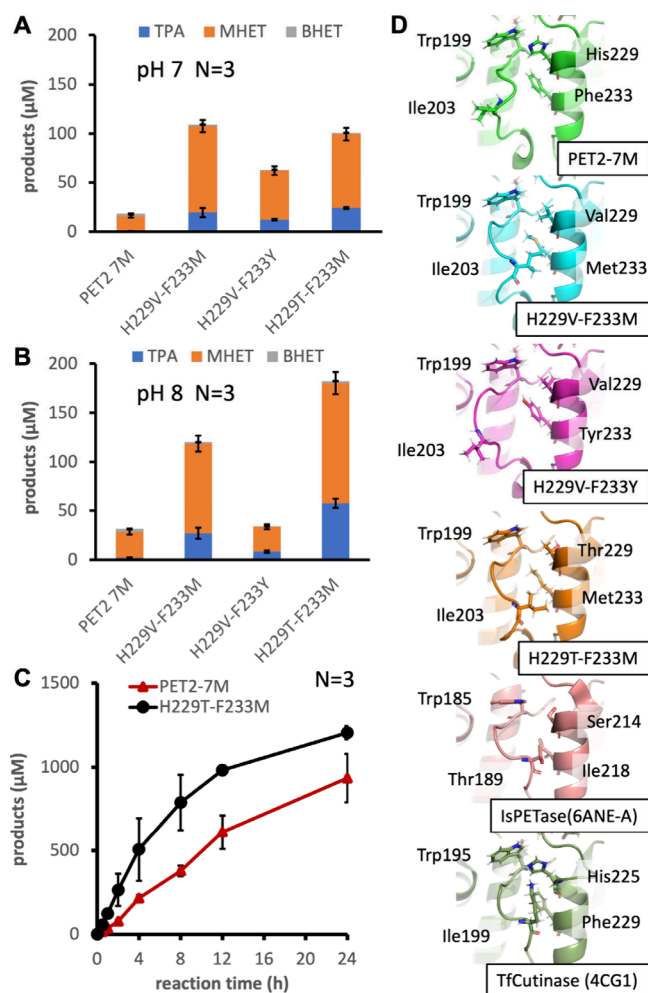 A
TPA MHET BHET
pH 7 N=3
products (µM)
200
150
100
50
0
PET2 7M
H229V-F233M
H229V-F233Y
H229T-F233M
B
TPA MHET BHET
pH 8 N=3
products (µM)
200
150
100
50
0
PET2 7M
H229V-F233M
H229V-F233Y
H229T-F233M
C
PET2-7M
H229T-F233M
N=3
products (µM)
1500
1000
500
0
0 4 8 12 16 20 24
reaction time (h)
D
Trp199
His229
Phe233
Ile203
PET2-7M
Trp199
Val229
Ile203
Met233
H229V-F233M
Trp199
Val229
Tyr233
Ile203
H229V-F233Y
Trp199
Thr229
Met233
Ile203
H229T-F233M
Trp185
Ser214
Ile218
Thr189
IsPETase(6ANE-A)
Trp195
His225
Ile199
Phe229
TfCutinase (4CG1)